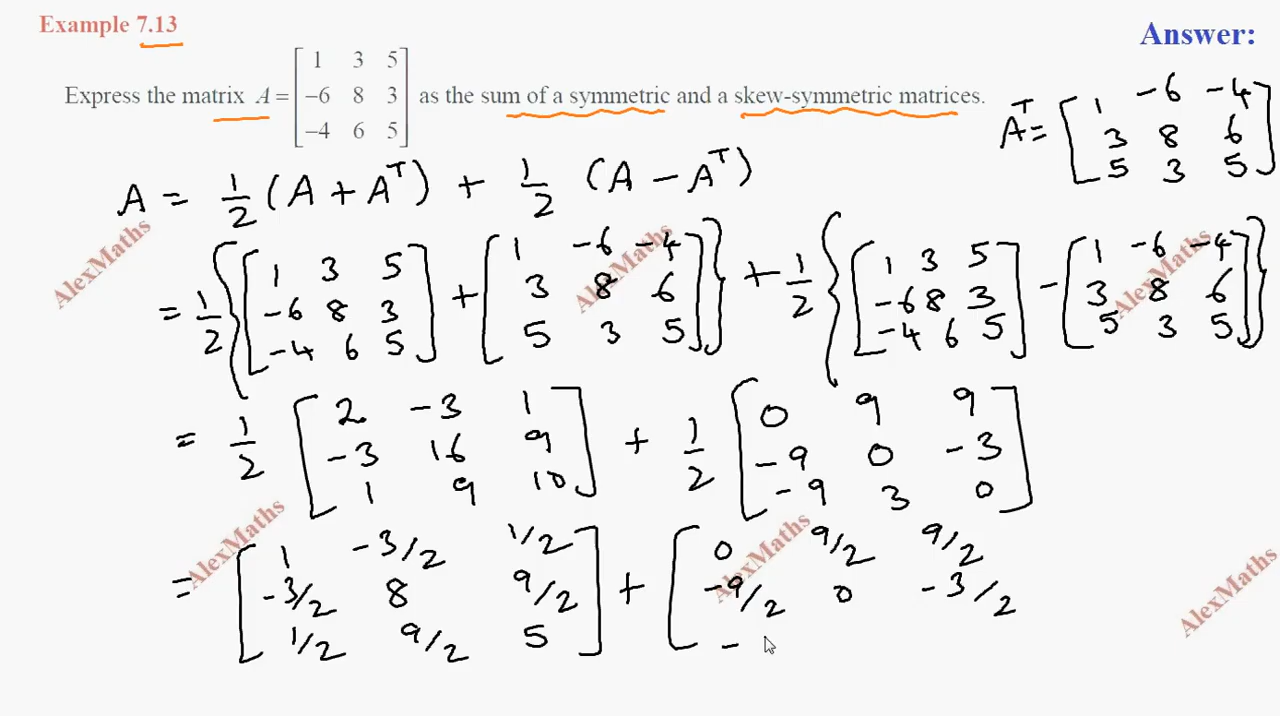 Example 7.13
Answer:
Express the matrix A = [ 1 3 5 ; −6 8 3 ; −4 6 5 ] as the sum of a symmetric and a skew-symmetric matrices.
Aᵀ = [ 1 −6 −4 ; 3 8 6 ; 5 3 5 ]
A = 1/2 (A + Aᵀ) + 1/2 (A − Aᵀ)
= 1/2 { [ 1 3 5 ; −6 8 3 ; −4 6 5 ] + [ 1 −6 −4 ; 3 8 6 ; 5 3 5 ] } + 1/2 { [ 1 3 5 ; −6 8 3 ; −4 6 5 ] − [ 1 −6 −4 ; 3 8 6 ; 5 3 5 ] }
= 1/2 [ 2 −3 1 ; −3 16 9 ; 1 9 10 ] + 1/2 [ 0 9 9 ; −9 0 −3 ; −9 3 0 ]
= [ 1 −3/2 1/2 ; −3/2 8 9/2 ; 1/2 9/2 5 ] + [ 0 9/2 9/2 ; −9/2 0 −3/2 ; −
AlexMaths
AlexMaths
AlexMaths
AlexMaths
AlexMaths
AlexMaths